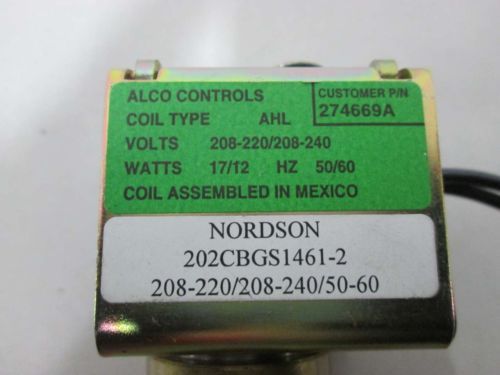 ALCO CONTROLS
CUSTOMER P/N
COIL TYPE AHL
274669A
VOLTS 208-220/208-240
WATTS 17/12 HZ 50/60
COIL ASSEMBLED IN MEXICO
NORDSON
202CBGS1461-2
208-220/208-240/50-60